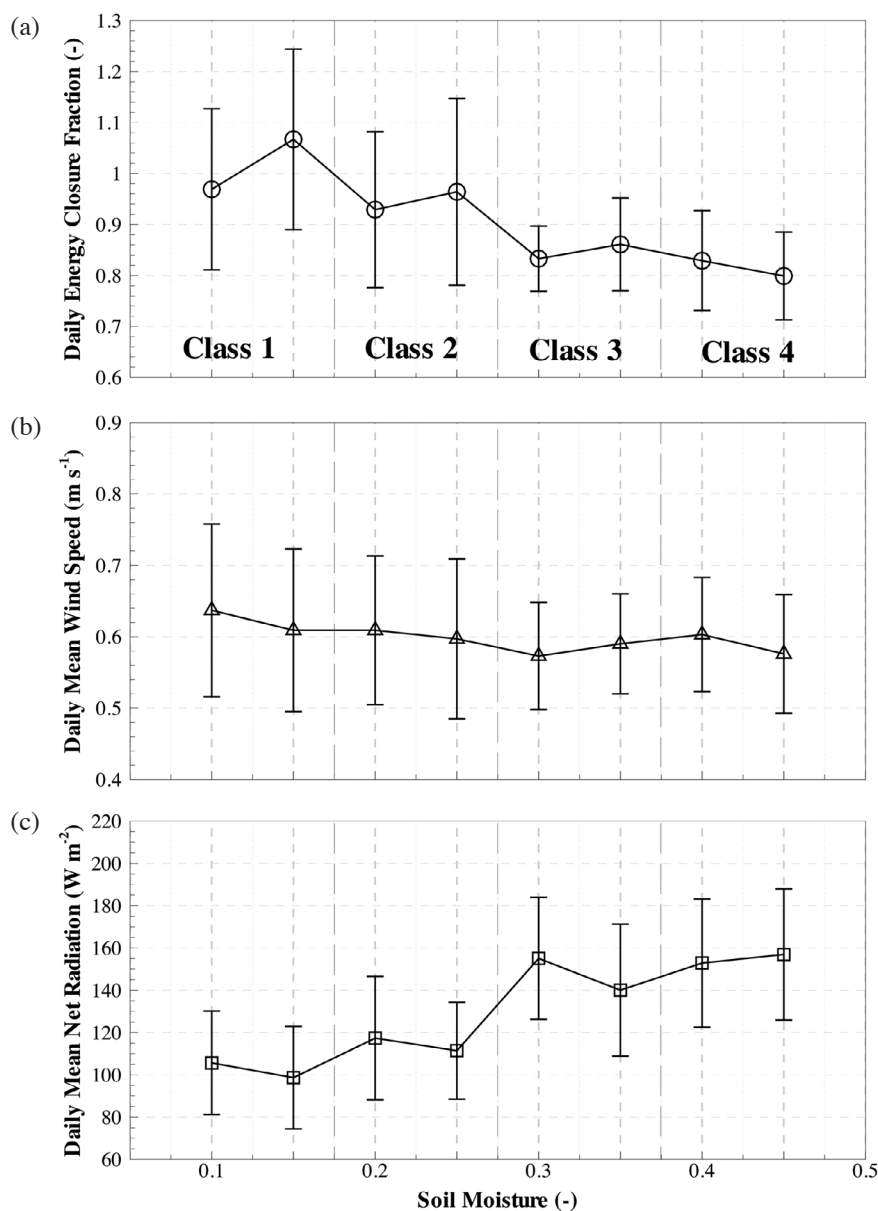 (a)
Daily Energy Closure Fraction (-)
1.3
1.2
1.1
1
0.9
0.8
0.7
0.6
Class 1
Class 2
Class 3
Class 4
(b)
Daily Mean Wind Speed (m s⁻¹)
0.9
0.8
0.7
0.6
0.5
0.4
(c)
Daily Mean Net Radiation (W m⁻²)
220
200
180
160
140
120
100
80
60
0.1
0.2
0.3
0.4
0.5
Soil Moisture (-)